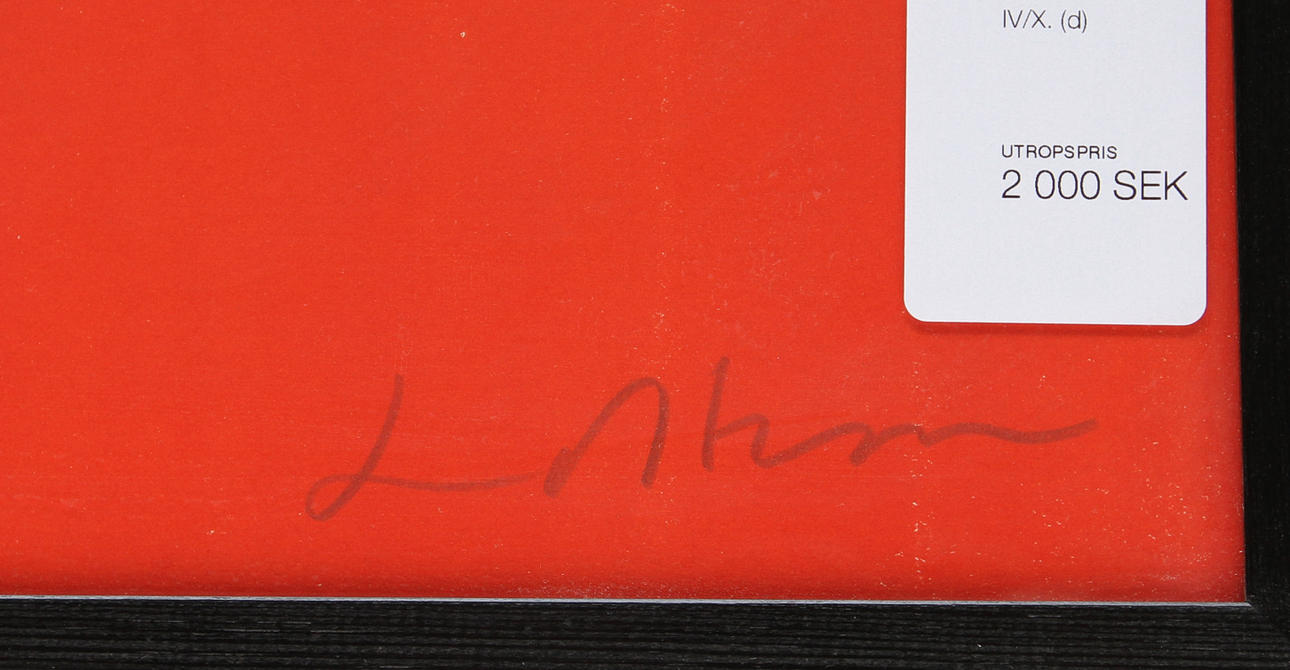 IV/X. (d)
UTROPSPRIS
2 000 SEK